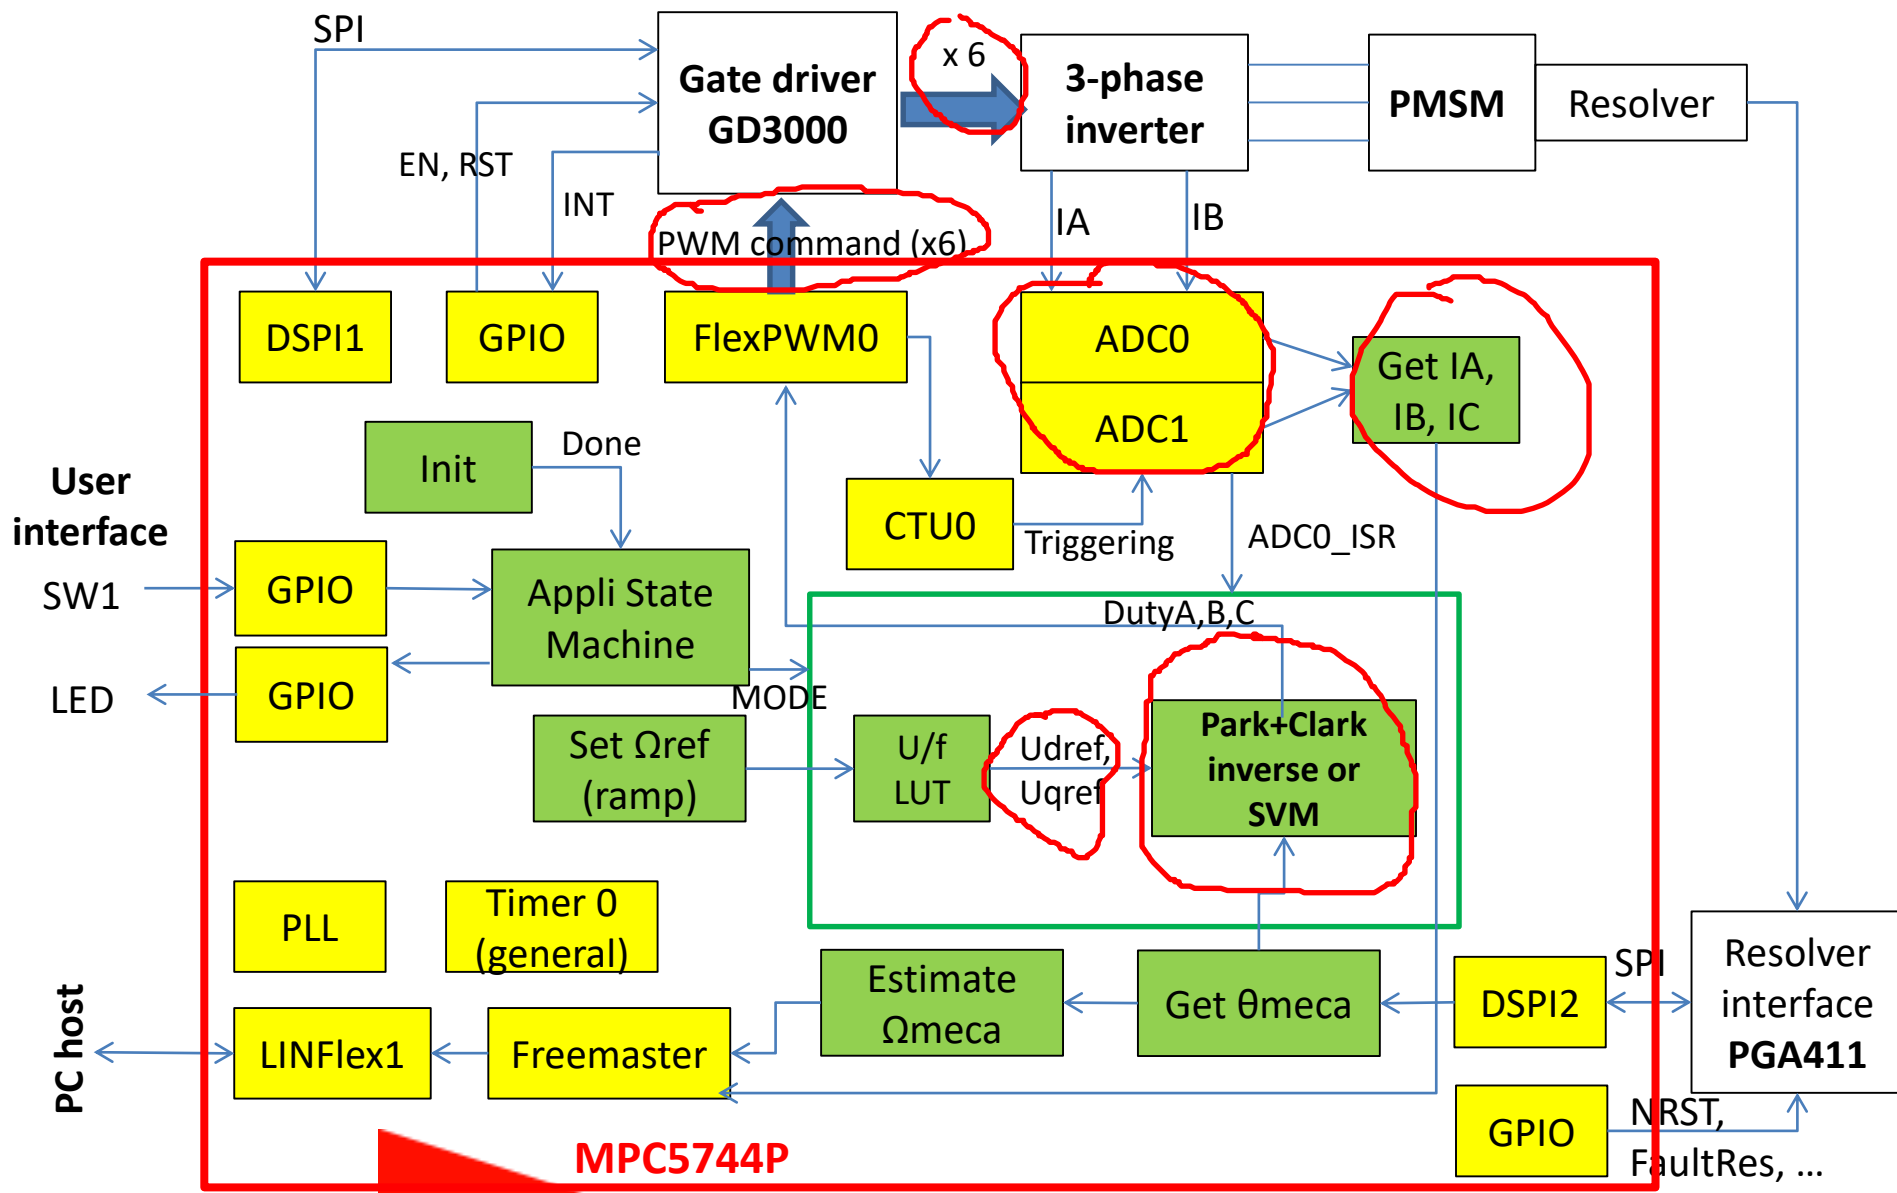 SPI
Gate driver
GD3000
x 6
3-phase
inverter
PMSM
Resolver
EN, RST
INT
PWM command (x6)
IA
IB
DSPI1
GPIO
FlexPWM0
ADC0
ADC1
Get IA,
IB, IC
Init
Done
User
interface
CTU0
Triggering
ADC0_ISR
SW1
GPIO
Appli State
Machine
DutyA,B,C
LED
GPIO
MODE
Set Ωref
(ramp)
U/f
LUT
Udref,
Uqref
Park+Clark
inverse or
SVM
PLL
Timer 0
(general)
Estimate
Ωmeca
Get θmeca
DSPI2
SPI
Resolver
interface
PGA411
PC host
LINFlex1
Freemaster
GPIO
NRST,
FaultRes, ...
MPC5744P